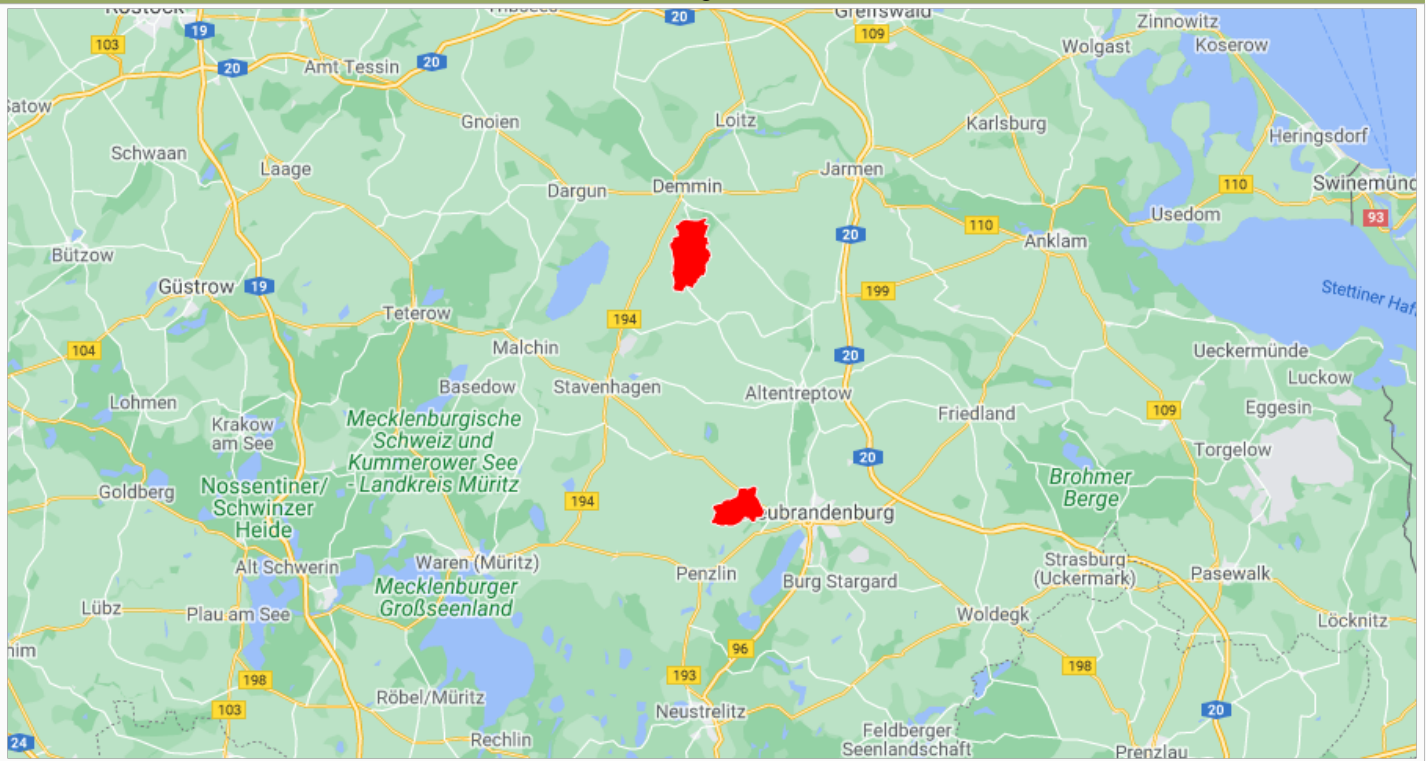 Zinnowitz
19
20
103
109
Wolgast
Koserow
20
Amt Tessin
20
Gnoien
Loitz
Karlsburg
Heringsdorf
Schwaan
Laage
Dargun
Demmin
Jarmen
110
Usedom
93
110
20
Anklam
Bützow
Güstrow
19
199
Stettiner
Teterow
194
104
Malchin
20
Ueckermünde
Basedow
Stavenhagen
Altentreptow
Luckow
Lohmen
Krakow
am See
Mecklenburgische
Schweiz und
Kummerower See
- Landkreis Müritz
Friedland
109
Eggesin
Torgelow
20
Goldberg
Nossentiner/
Schwinzer
Heide
194
Brohmer
Berge
eubrandenburg
Alt Schwerin
Waren (Müritz)
Penzlin
Burg Stargard
Strasburg
(Uckermark)
Pasewalk
Mecklenburger
Großseenland
Lübz
Plau am See
Woldegk
Löcknitz
96
198
193
198
103
Röbel/Müritz
Neustrelitz
20
24
Rechlin
Feldberger
Seenlandschaft
Prenzlau